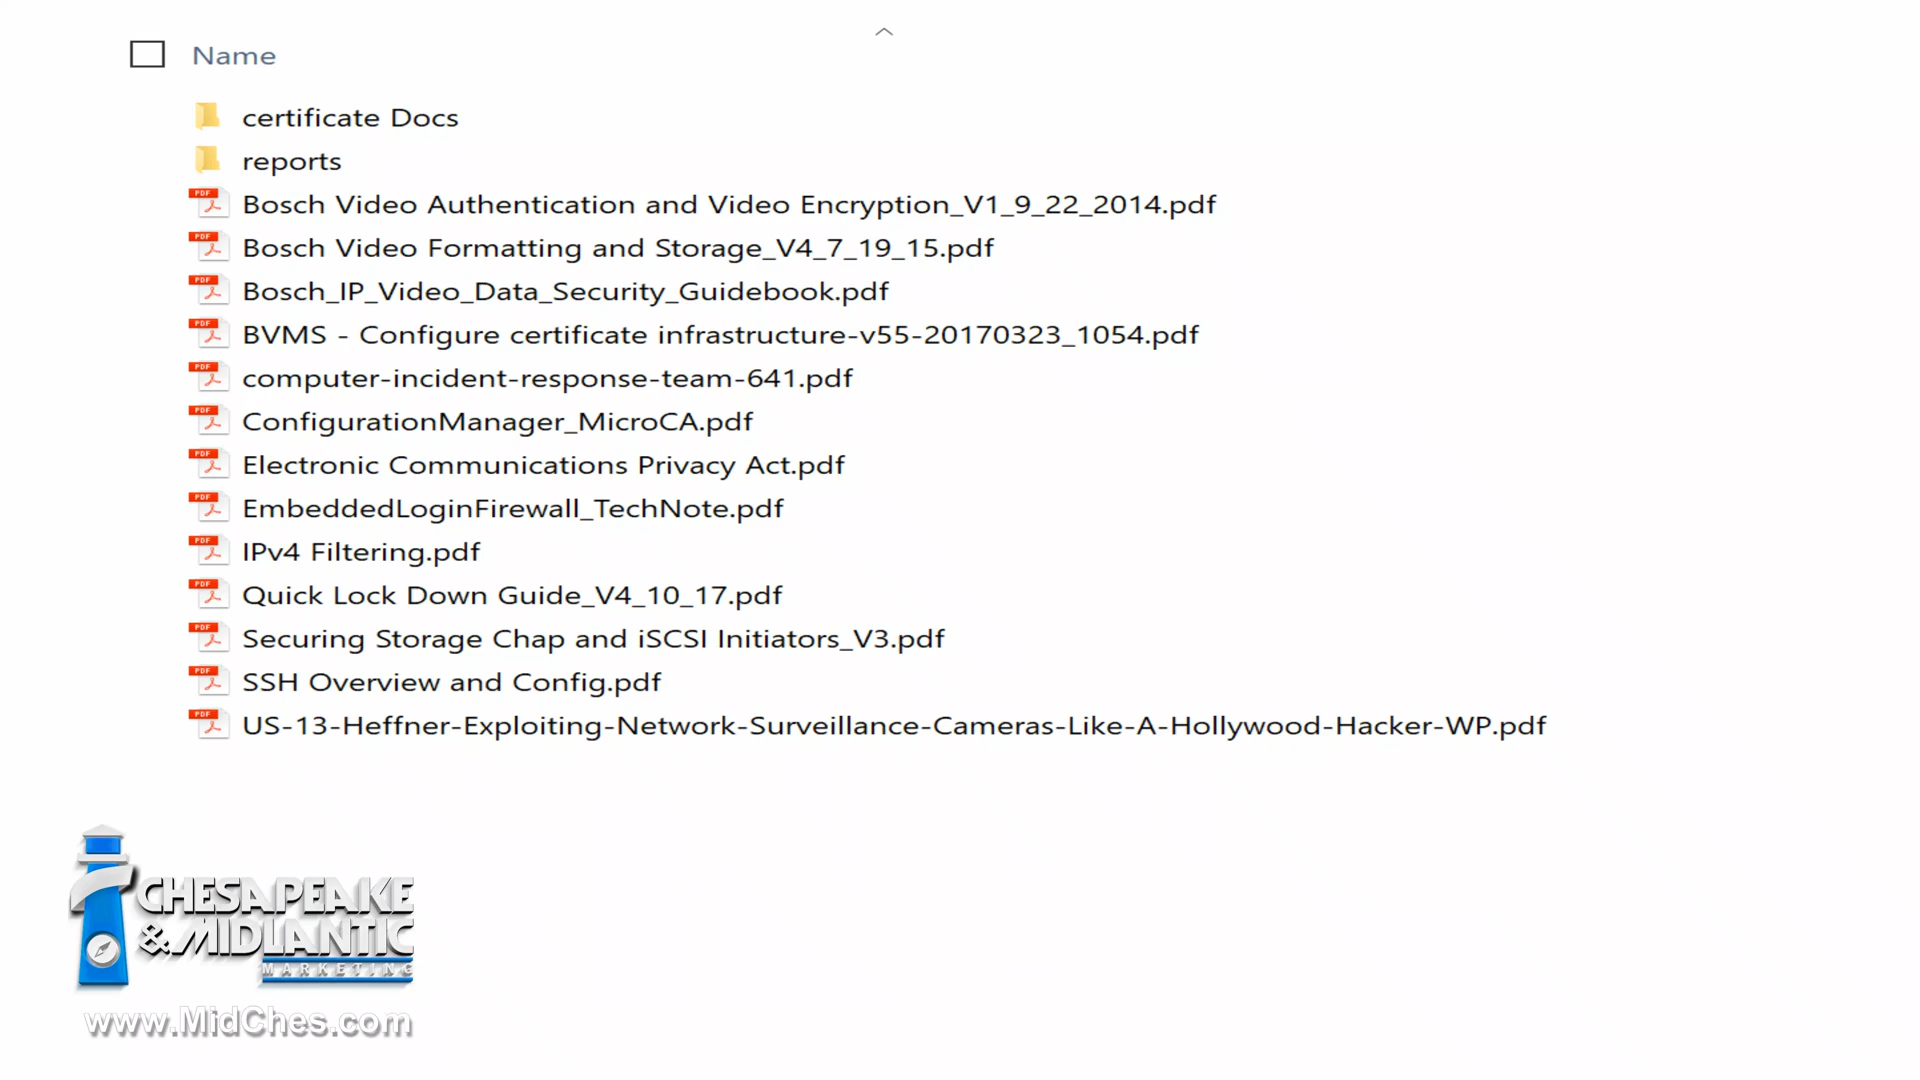 Name
certificate Docs
reports
Bosch Video Authentication and Video Encryption_V1_9_22_2014.pdf
Bosch Video Formatting and Storage_V4_7_19_15.pdf
Bosch_IP_Video_Data_Security_Guidebook.pdf
BVMS - Configure certificate infrastructure-v55-20170323_1054.pdf
computer-incident-response-team-641.pdf
ConfigurationManager_MicroCA.pdf
Electronic Communications Privacy Act.pdf
EmbeddedLoginFirewall_TechNote.pdf
IPv4 Filtering.pdf
Quick Lock Down Guide_V4_10_17.pdf
Securing Storage Chap and iSCSI Initiators_V3.pdf
SSH Overview and Config.pdf
US-13-Heffner-Exploiting-Network-Surveillance-Cameras-Like-A-Hollywood-Hacker-WP.pdf
CHESAPEAKE
&MIDLANTIC
MARKETING
www.MidChes.com